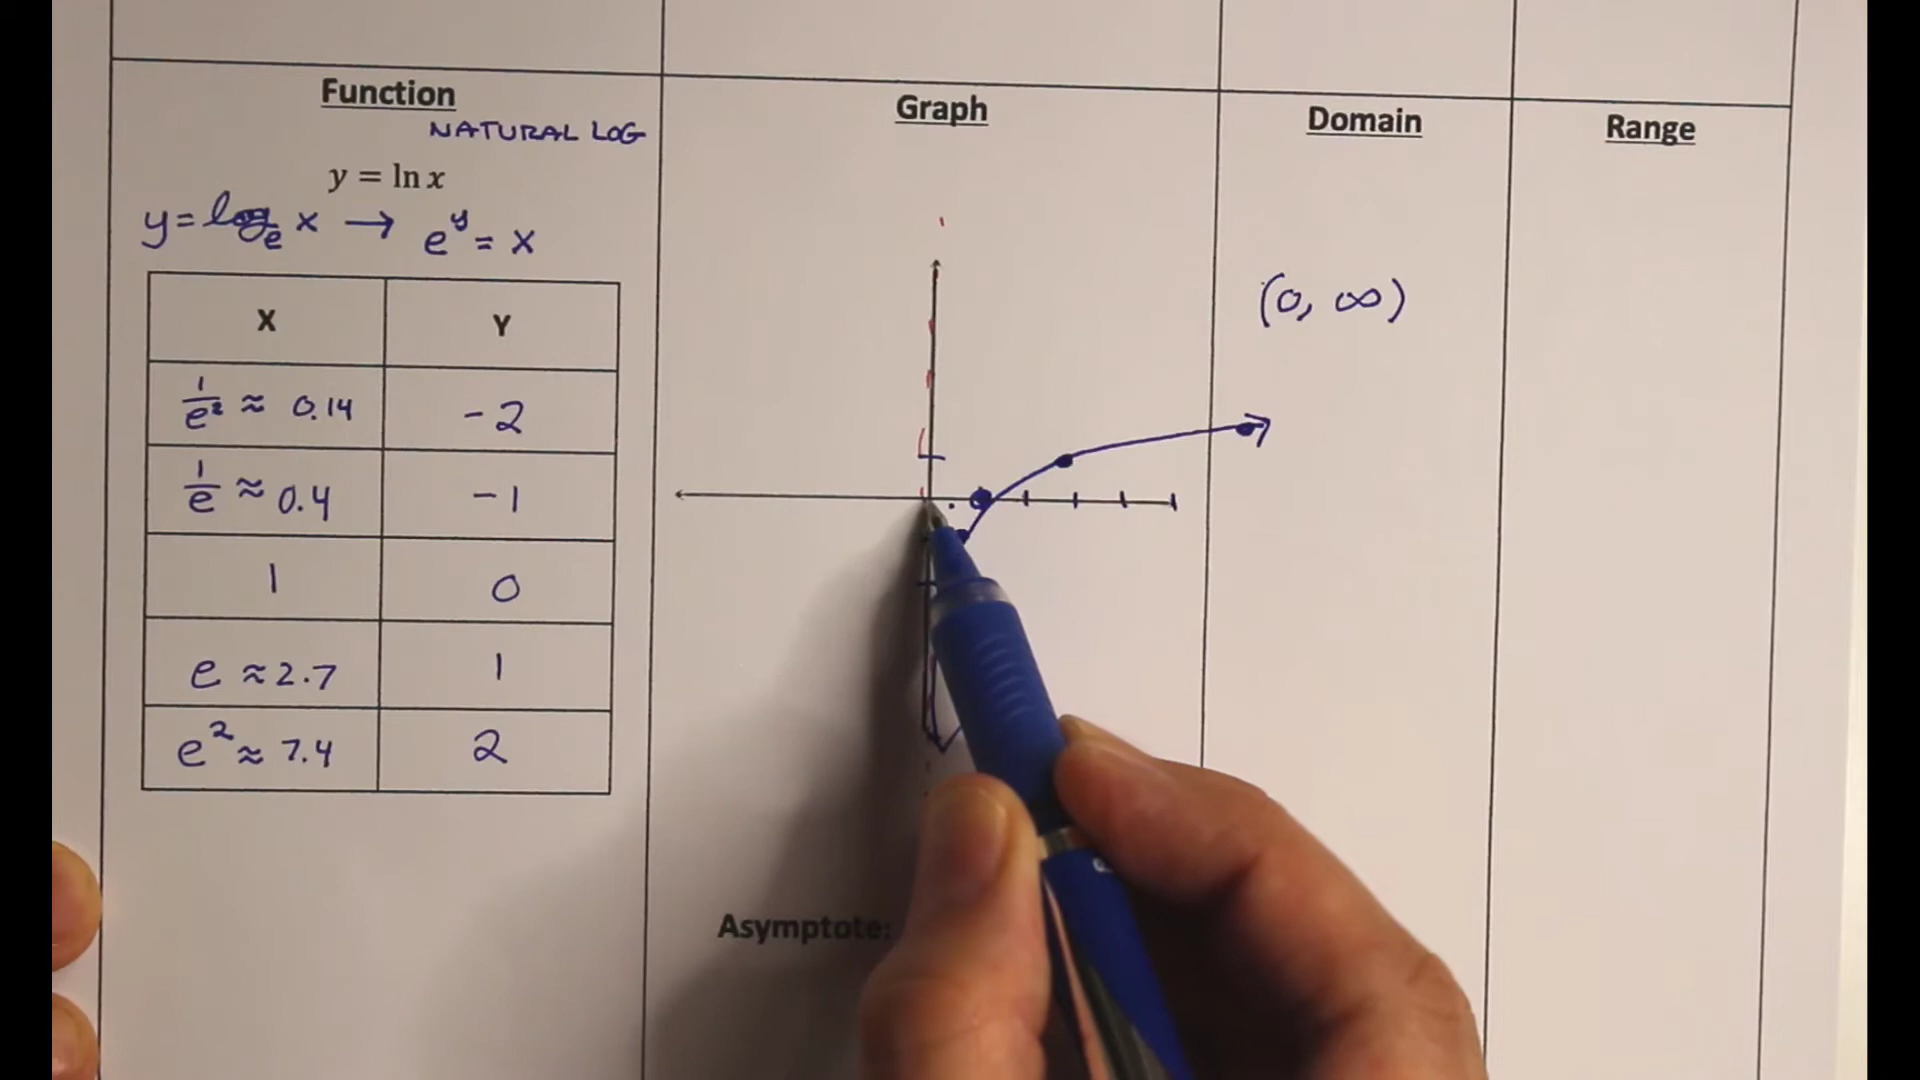 Function
NATURAL LOG
y = ln x
y = logₑ x → e^y = x
X Y
1/e² ≈ 0.14 -2
1/e ≈ 0.4 -1
1 0
e ≈ 2.7 1
e² ≈ 7.4 2
Graph
Asymptote:
Domain
(0, ∞)
Range